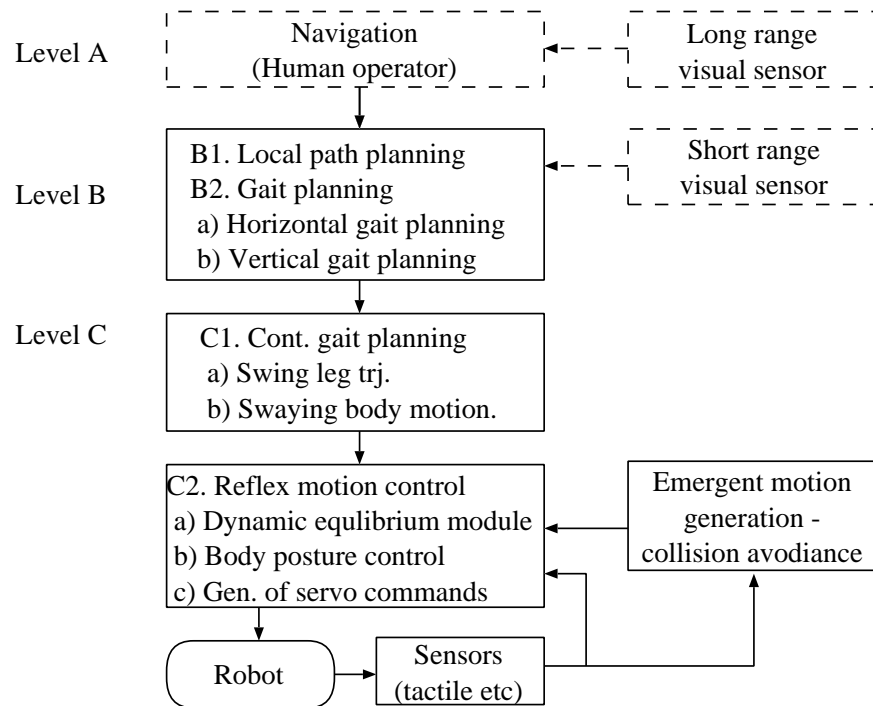 Level A
Navigation
(Human operator)
Long range
visual sensor
Level B
B1. Local path planning
B2. Gait planning
a) Horizontal gait planning
b) Vertical gait planning
Short range
visual sensor
Level C
C1. Cont. gait planning
a) Swing leg trj.
b) Swaying body motion.
C2. Reflex motion control
a) Dynamic equlibrium module
b) Body posture control
c) Gen. of servo commands
Emergent motion
generation -
collision avodiance
Robot
Sensors
(tactile etc)